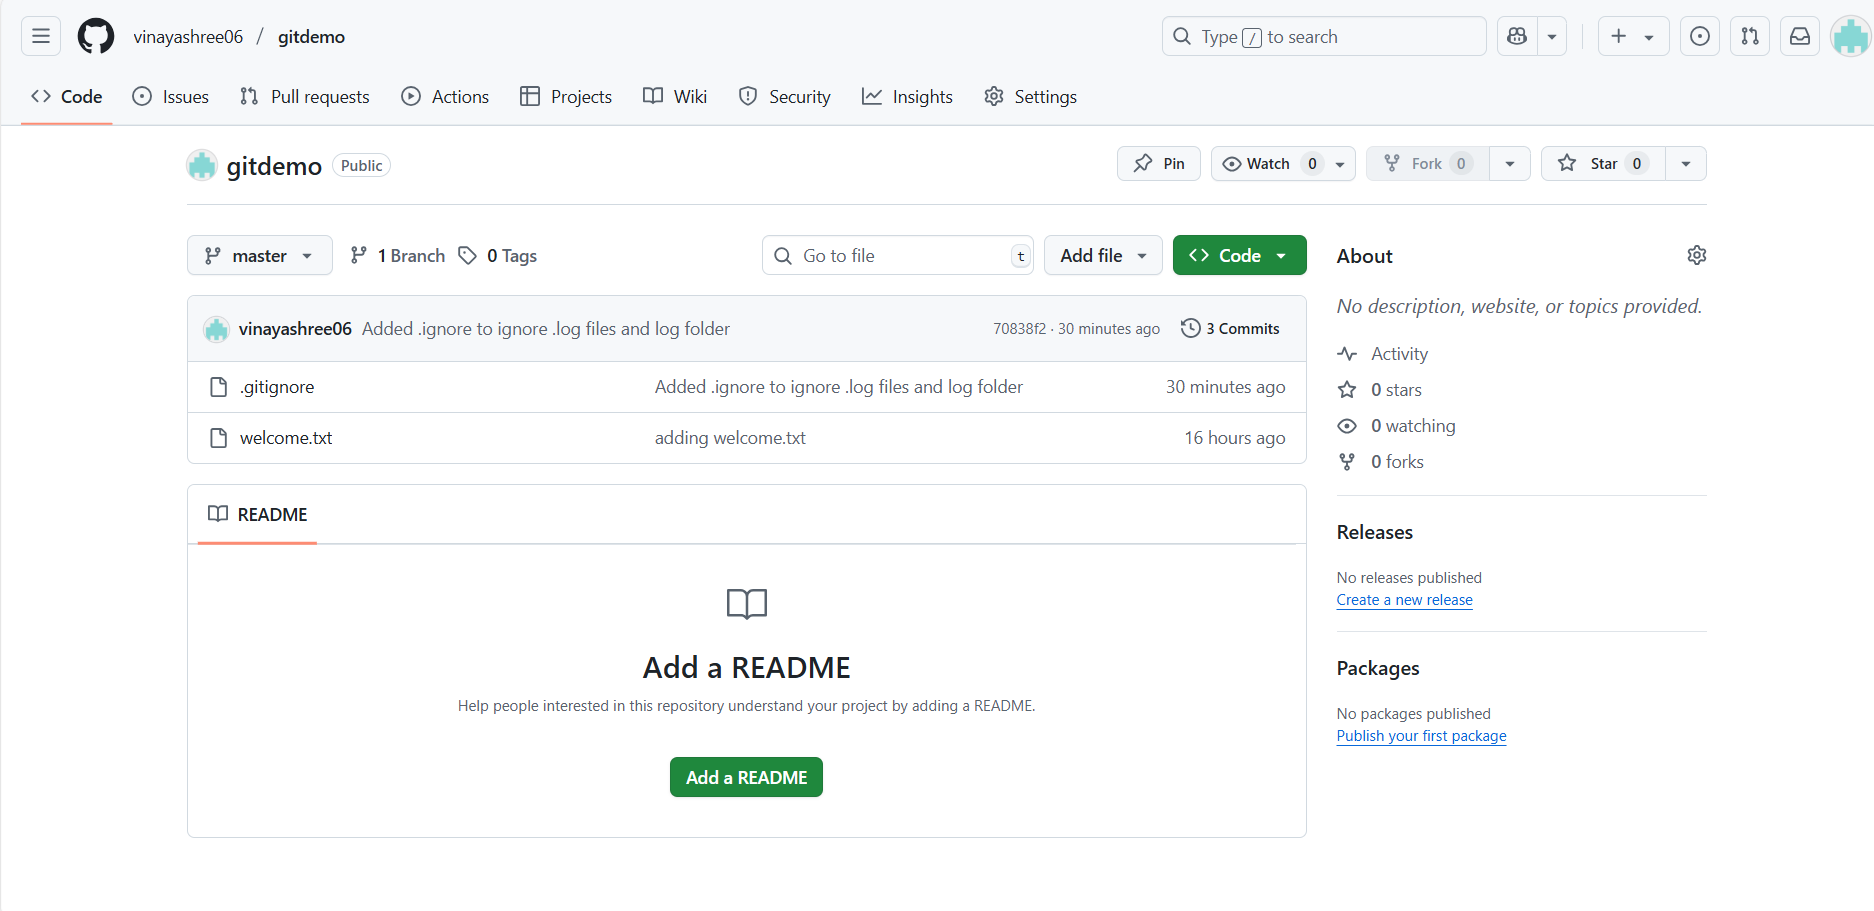 vinayashree06 / gitdemo
Type / to search
Code Issues Pull requests Actions Projects Wiki Security Insights Settings
gitdemo Public
Pin Watch 0 Fork 0 Star 0
master 1 Branch 0 Tags
Go to file t Add file Code
vinayashree06 Added .ignore to ignore .log files and log folder 70838f2 · 30 minutes ago 3 Commits
.gitignore Added .ignore to ignore .log files and log folder 30 minutes ago
welcome.txt adding welcome.txt 16 hours ago
README
Add a README
Help people interested in this repository understand your project by adding a README.
Add a README
About
No description, website, or topics provided.
Activity
0 stars
0 watching
0 forks
Releases
No releases published
Create a new release
Packages
No packages published
Publish your first package